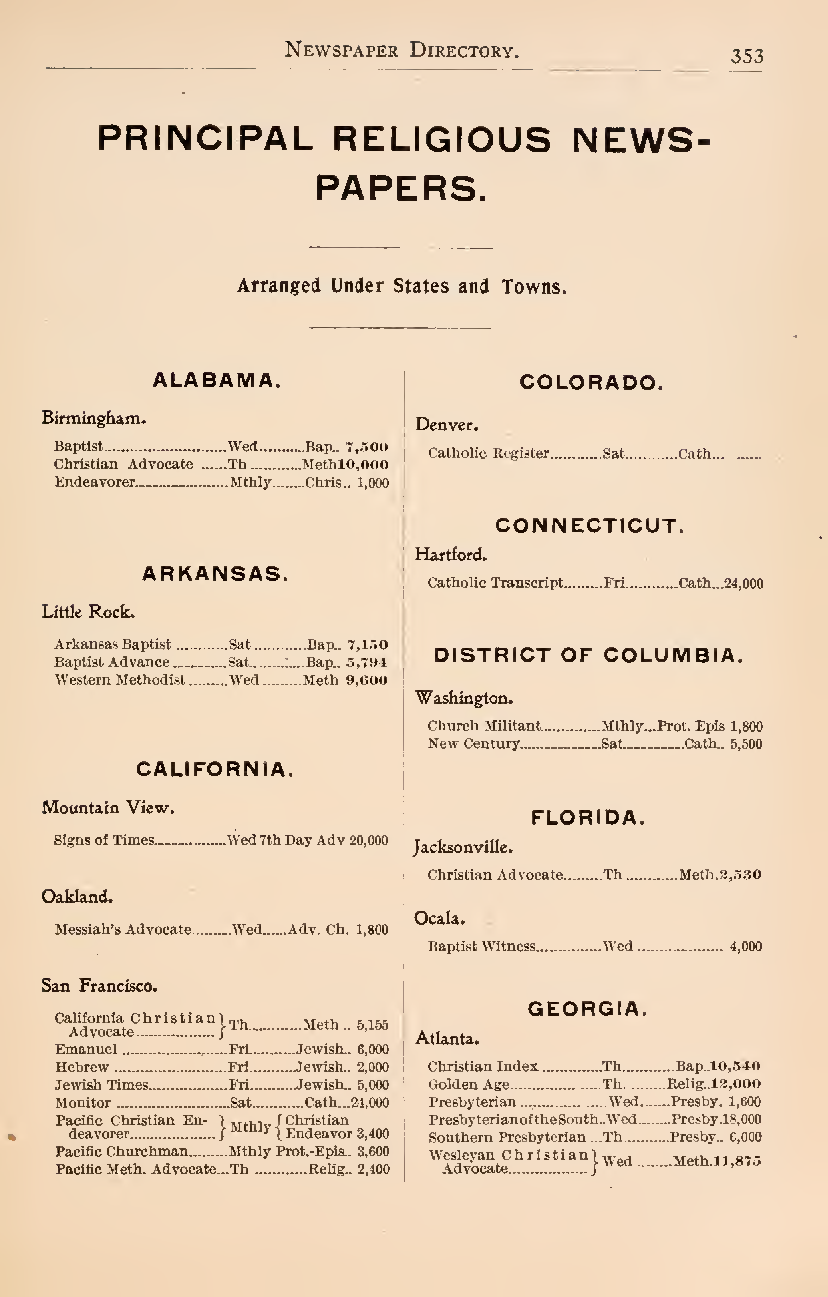 NEWSPAPER DIRECTORY.
353
PRINCIPAL RELIGIOUS NEWS-
PAPERS.
Arranged Under States and Towns.
ALABAMA.
Birmingham.
Baptist........Wed........Bap.. 7,500
Christian Advocate ......Th..........Meth10,000
Endeavorer........Mthly......Chris.. 1,000
ARKANSAS.
Little Rock.
Arkansas Baptist ..........Sat..........Bap.. 7,150
Baptist Advance..........Sat..........Bap.. 5,794
Western Methodist........Wed........Meth 9,600
CALIFORNIA.
Mountain View.
Signs of Times..............Wed 7th Day Adv 20,000
Oakland.
Messiah's Advocate........Wed......Adv. Ch. 1,800
San Francisco.
California Christian
Advocate..........} Th..........Meth .. 5,155
Emanuel ..........Fri..........Jewish.. 6,000
Hebrew ..........Fri..........Jewish.. 2,000
Jewish Times..........Fri..........Jewish.. 5,000
Monitor ..........Sat..........Cath...21,000
Pacific Christian En-
deavorer..........} Mthly { Christian
Endeavor 3,400
Pacific Churchman........Mthly Prot.-Epis.. 3,600
Pacific Meth. Advocate...Th ..........Relig.. 2,400
COLORADO.
Denver.
Catholic Register..........Sat..........Cath... ......
CONNECTICUT.
Hartford.
Catholic Transcript........Fri..........Cath...24,000
DISTRICT OF COLUMBIA.
Washington.
Church Militant..........Mthly...Prot. Epis 1,800
New Century..........Sat..........Cath.. 5,500
FLORIDA.
Jacksonville.
Christian Advocate........Th ..........Meth.2,530
Ocala.
Baptist Witness..........Wed .......... 4,000
GEORGIA.
Atlanta.
Christian Index ..........Th..........Bap..10,540
Golden Age..........Th.........Relig..12,000
Presbyterian ..........Wed.......Presby. 1,600
Presbyterian of the South..Wed.......Presby.18,000
Southern Presbyterian ...Th........Presby.. 6,000
Wesleyan Christian
Advocate..........} Wed ........Meth.11,875